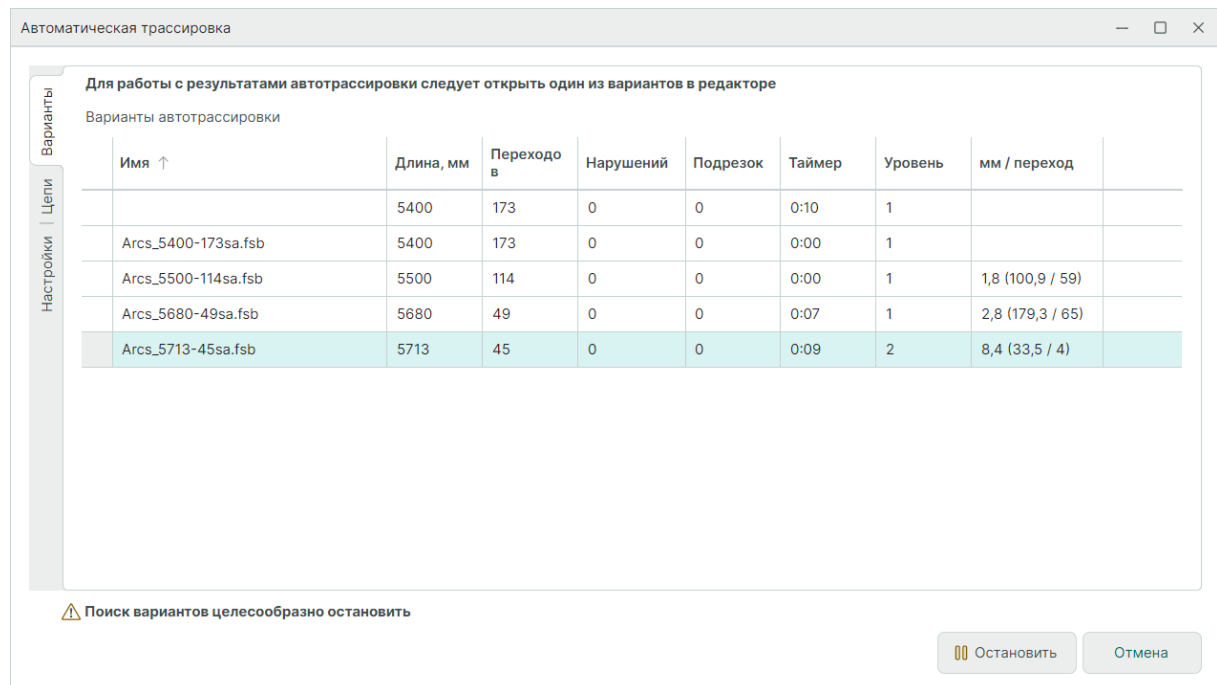 Автоматическая трассировка
Варианты
Цепи
Настройки
Для работы с результатами автотрассировки следует открыть один из вариантов в редакторе
Варианты автотрассировки
Имя ↑ Длина, мм Переходо
в Нарушений Подрезок Таймер Уровень мм / переход
5400 173 0 0 0:10 1
Arcs_5400-173sa.fsb 5400 173 0 0 0:00 1
Arcs_5500-114sa.fsb 5500 114 0 0 0:00 1 1,8 (100,9 / 59)
Arcs_5680-49sa.fsb 5680 49 0 0 0:07 1 2,8 (179,3 / 65)
Arcs_5713-45sa.fsb 5713 45 0 0 0:09 2 8,4 (33,5 / 4)
Поиск вариантов целесообразно остановить
Остановить Отмена